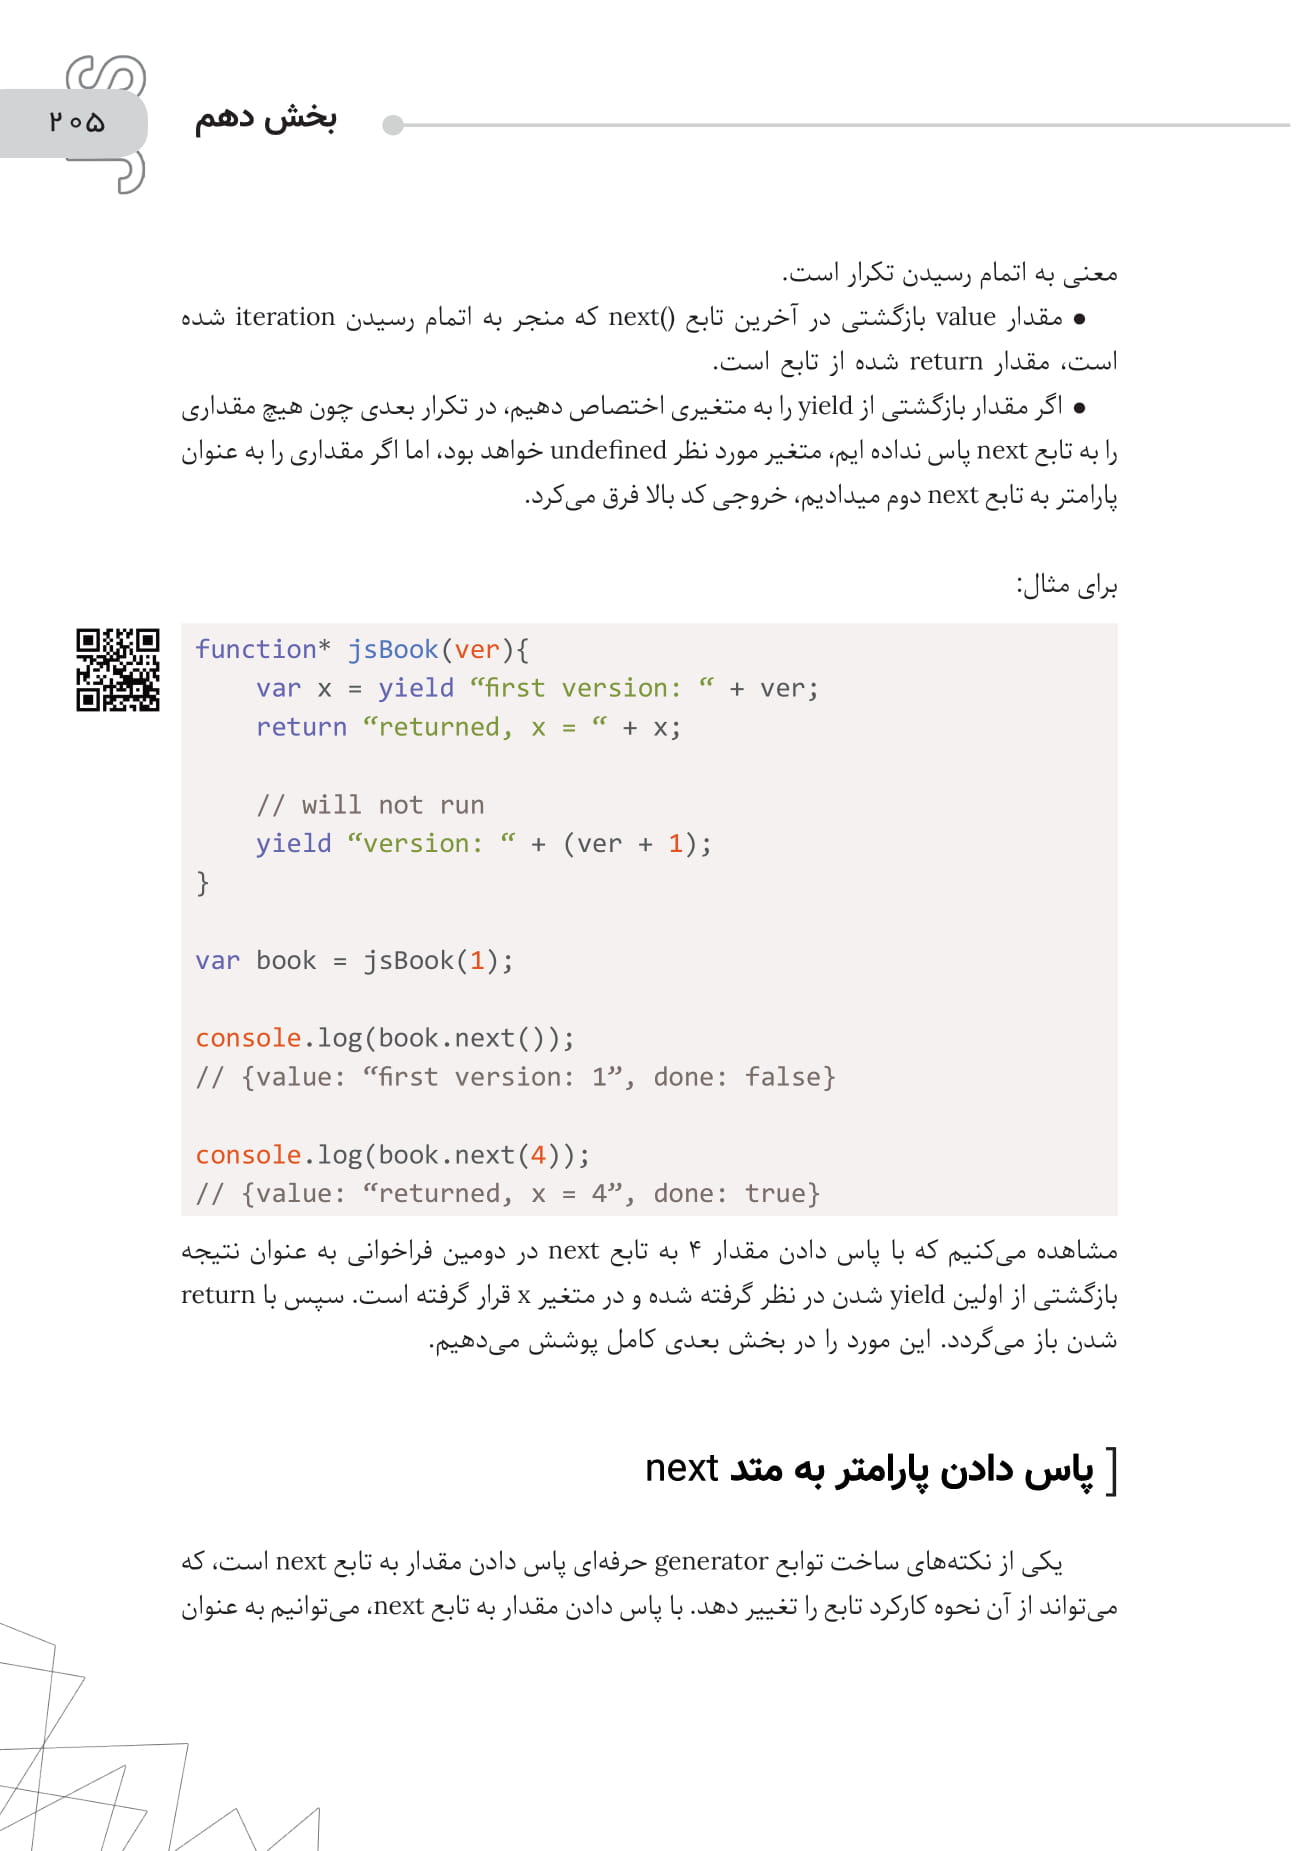 JS
۲۰۵
بخش دهم
معنی به اتمام رسیدن تکرار است.
● مقدار value بازگشتی در آخرین تابع next() که منجر به اتمام رسیدن iteration شده
است، مقدار return شده از تابع است.
● اگر مقدار بازگشتی از yield را به متغیری اختصاص دهیم، در تکرار بعدی چون هیچ مقداری
را به تابع next پاس نداده ایم، متغیر مورد نظر undefined خواهد بود، اما اگر مقداری را به عنوان
پارامتر به تابع next دوم میدادیم، خروجی کد بالا فرق می‌کرد.
برای مثال:
function* jsBook(ver){
    var x = yield “first version: “ + ver;
    return “returned, x = “ + x;
    // will not run
    yield “version: “ + (ver + 1);
}
var book = jsBook(1);
console.log(book.next());
// {value: “first version: 1”, done: false}
console.log(book.next(4));
// {value: “returned, x = 4”, done: true}
مشاهده می‌کنیم که با پاس دادن مقدار ۴ به تابع next در دومین فراخوانی به عنوان نتیجه
بازگشتی از اولین yield شدن در نظر گرفته شده و در متغیر x قرار گرفته است. سپس با return
شدن باز می‌گردد. این مورد را در بخش بعدی کامل پوشش می‌دهیم.
[ پاس دادن پارامتر به متد next
یکی از نکته‌های ساخت توابع generator حرفه‌ای پاس دادن مقدار به تابع next است، که
می‌تواند از آن نحوه کارکرد تابع را تغییر دهد. با پاس دادن مقدار به تابع next، می‌توانیم به عنوان